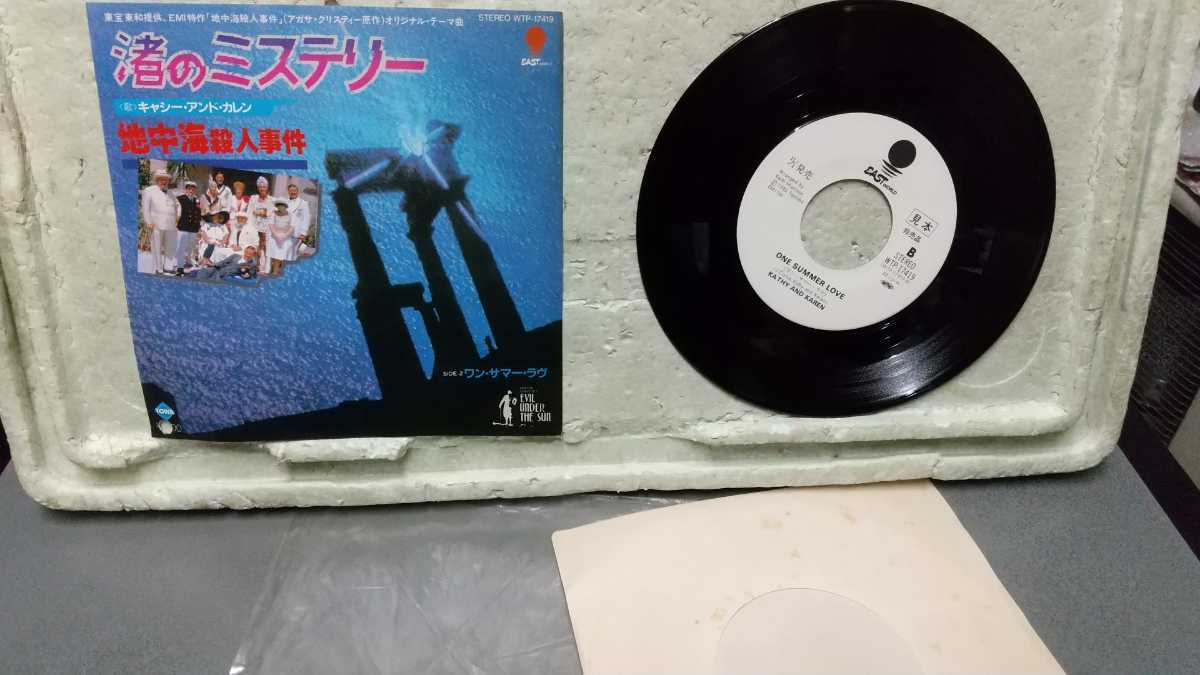 東宝東和提供、EMI特作「地中海殺人事件」(アガサ・クリスティー原作)オリジナル・テーマ曲
STEREO WTP-17419
EAST WORLD
渚のミステリー
〈歌〉キャシー・アンド・カレン
地中海殺人事件
SIDE-2 ワン・サマー・ラヴ
EVIL
UNDER
THE SUN
TOWA
EAST WORLD
発売
見本
非売品
B
STEREO
WTP-17419
ONE SUMMER LOVE
KATHY AND KAREN